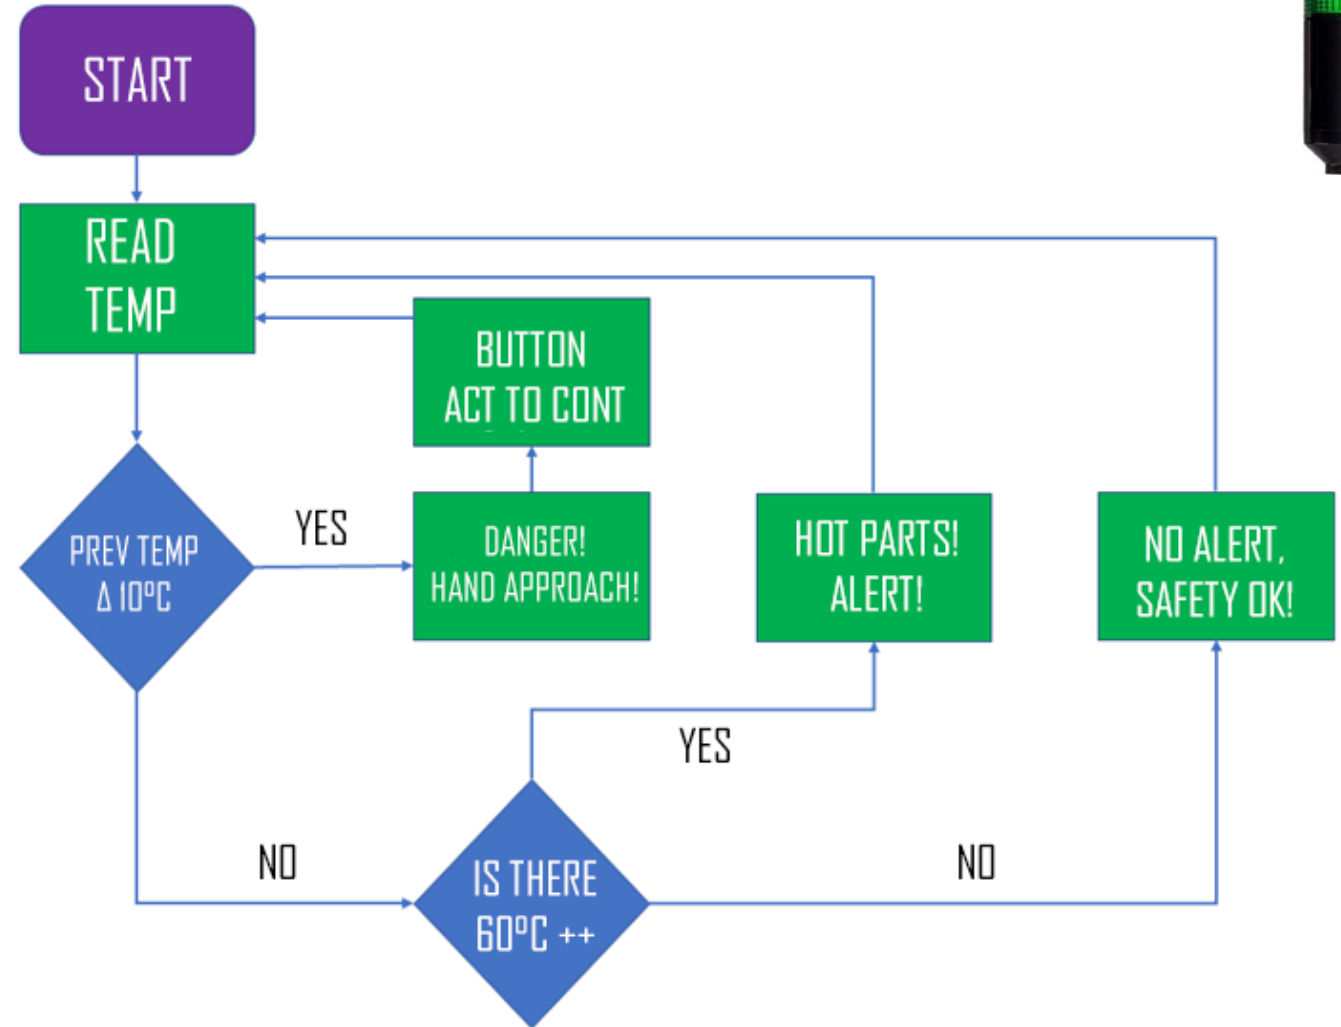 START
READ
TEMP
BUTTON
ACT TO CONT
PREV TEMP
Δ 10ºC
YES
DANGER!
HAND APPROACH!
HOT PARTS!
ALERT!
NO ALERT,
SAFETY OK!
YES
NO
IS THERE
60ºC ++
NO